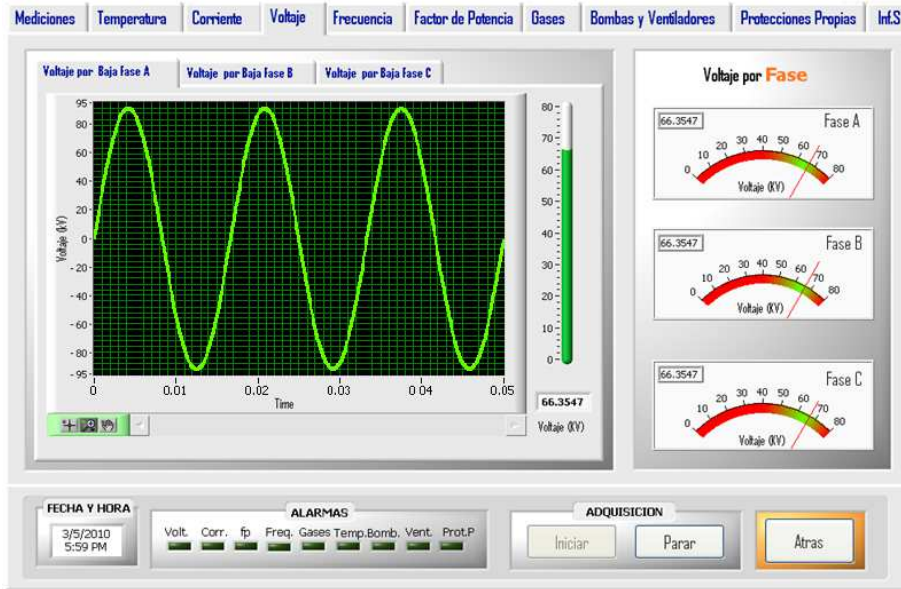 Mediciones Temperatura Corriente Voltaje Frecuencia Factor de Potencia Gases Bombas y Ventiladores Protecciones Propias Inf.S
Voltaje por Baja Fase A Voltaje por Baja Fase B Voltaje por Baja Fase C
95
80
60
40
20
0
-20
-40
-60
-80
-95
Voltaje (kV)
0 0.01 0.02 0.03 0.04 0.05
Time
80
70
60
50
40
30
20
10
0
66.3547
Voltaje (KV)
Voltaje por Fase
66.3547 Fase A
0 10 20 30 40 50 60 70 80
Voltaje (KV)
66.3547 Fase B
0 10 20 30 40 50 60 70 80
Voltaje (KV)
66.3547 Fase C
0 10 20 30 40 50 60 70 80
Voltaje (KV)
FECHA Y HORA
3/5/2010
5:59 PM
ALARMAS
Volt. Corr. fp Freq. Gases Temp. Bomb. Vent. Prot.P
ADQUISICION
Iniciar Parar
Atras